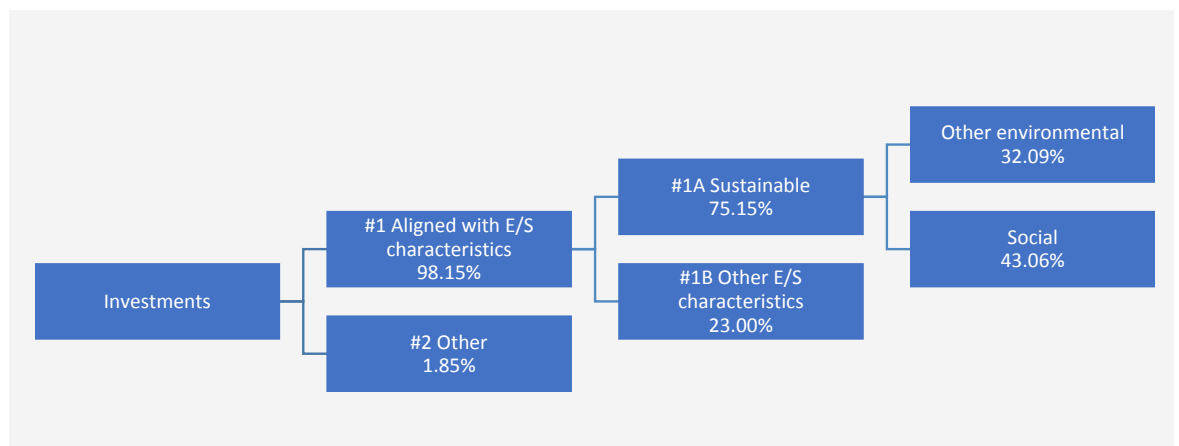 Investments
#1 Aligned with E/S
characteristics
98.15%
#2 Other
1.85%
#1A Sustainable
75.15%
#1B Other E/S
characteristics
23.00%
Other environmental
32.09%
Social
43.06%